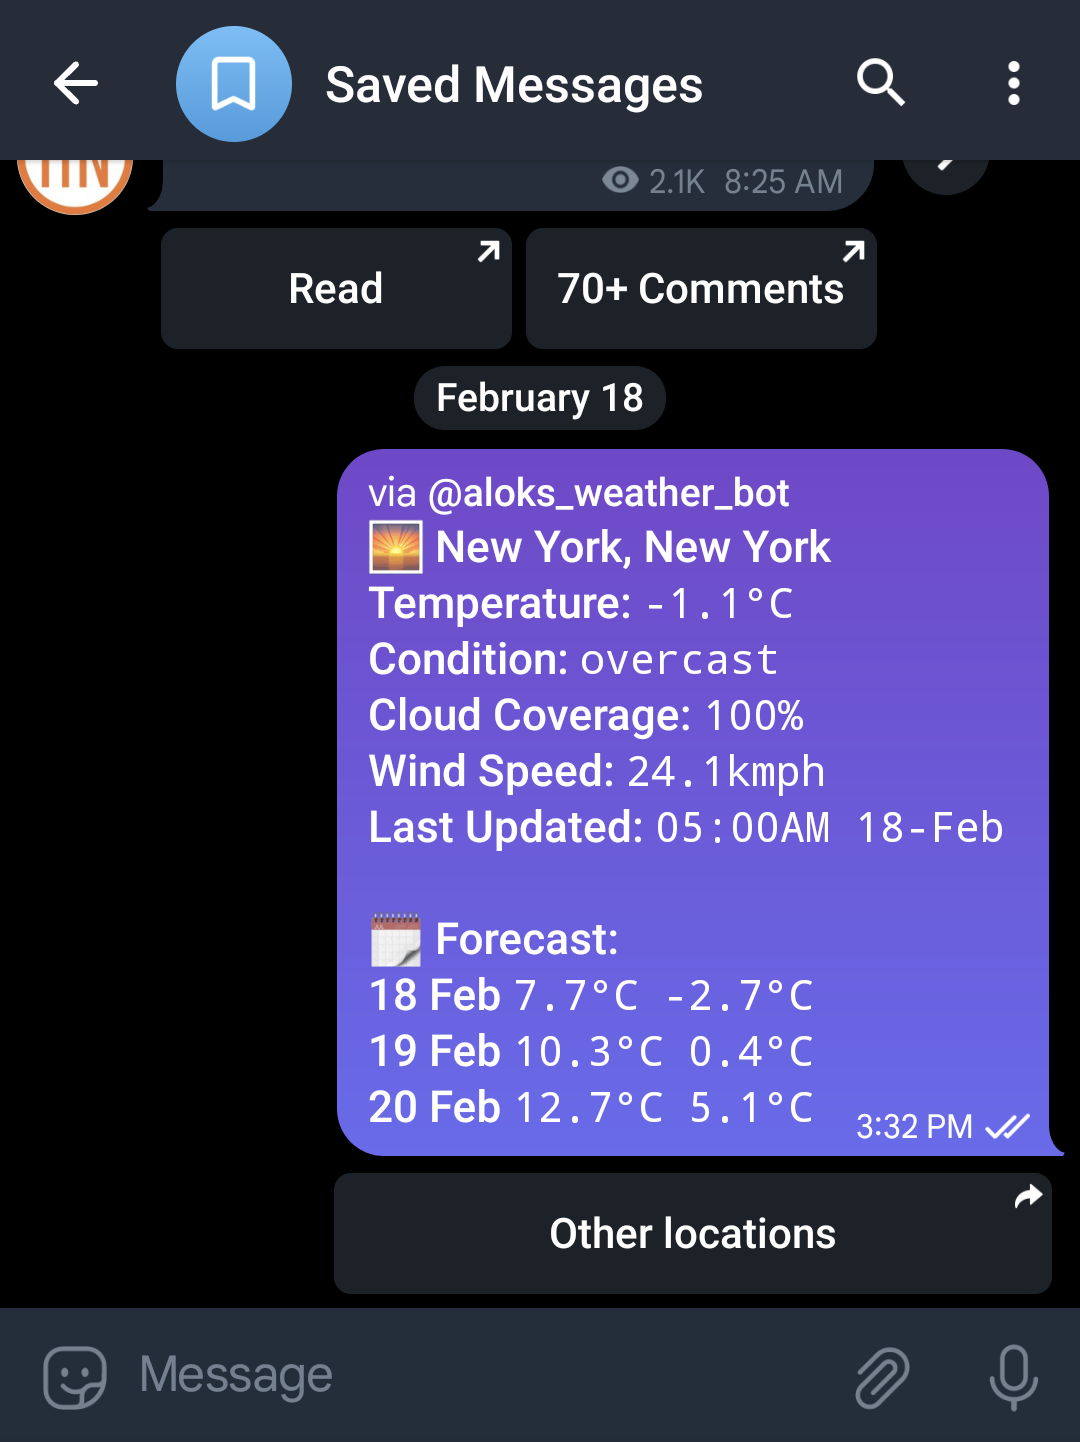 Saved Messages
2.1K 8:25 AM
Read
70+ Comments
February 18
via @aloks_weather_bot
New York, New York
Temperature: -1.1°C
Condition: overcast
Cloud Coverage: 100%
Wind Speed: 24.1kmph
Last Updated: 05:00AM 18-Feb
Forecast:
18 Feb 7.7°C -2.7°C
19 Feb 10.3°C 0.4°C
20 Feb 12.7°C 5.1°C
3:32 PM
Other locations
Message